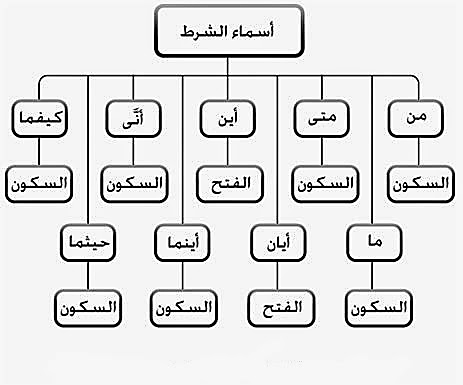 أسماء الشرط
من متى أين أنَّى كيفما
السكون السكون الفتح السكون السكون
ما أيان أينما حيثما
السكون الفتح السكون السكون